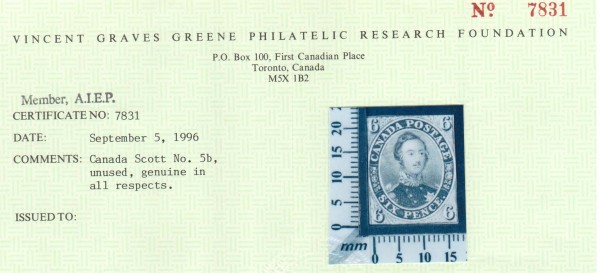 Nº 7831
VINCENT GRAVES GREENE PHILATELIC RESEARCH FOUNDATION
P.O. Box 100, First Canadian Place
Toronto, Canada
M5X 1B2
Member, A.I.E.P.
CERTIFICATE NO: 7831
DATE: September 5, 1996
COMMENTS: Canada Scott No. 5b,
unused, genuine in
all respects.
ISSUED TO:
20
15
10
5
0
mm
0 5 10 15
6 6
CANADA POSTAGE
SIX PENCE
6 6